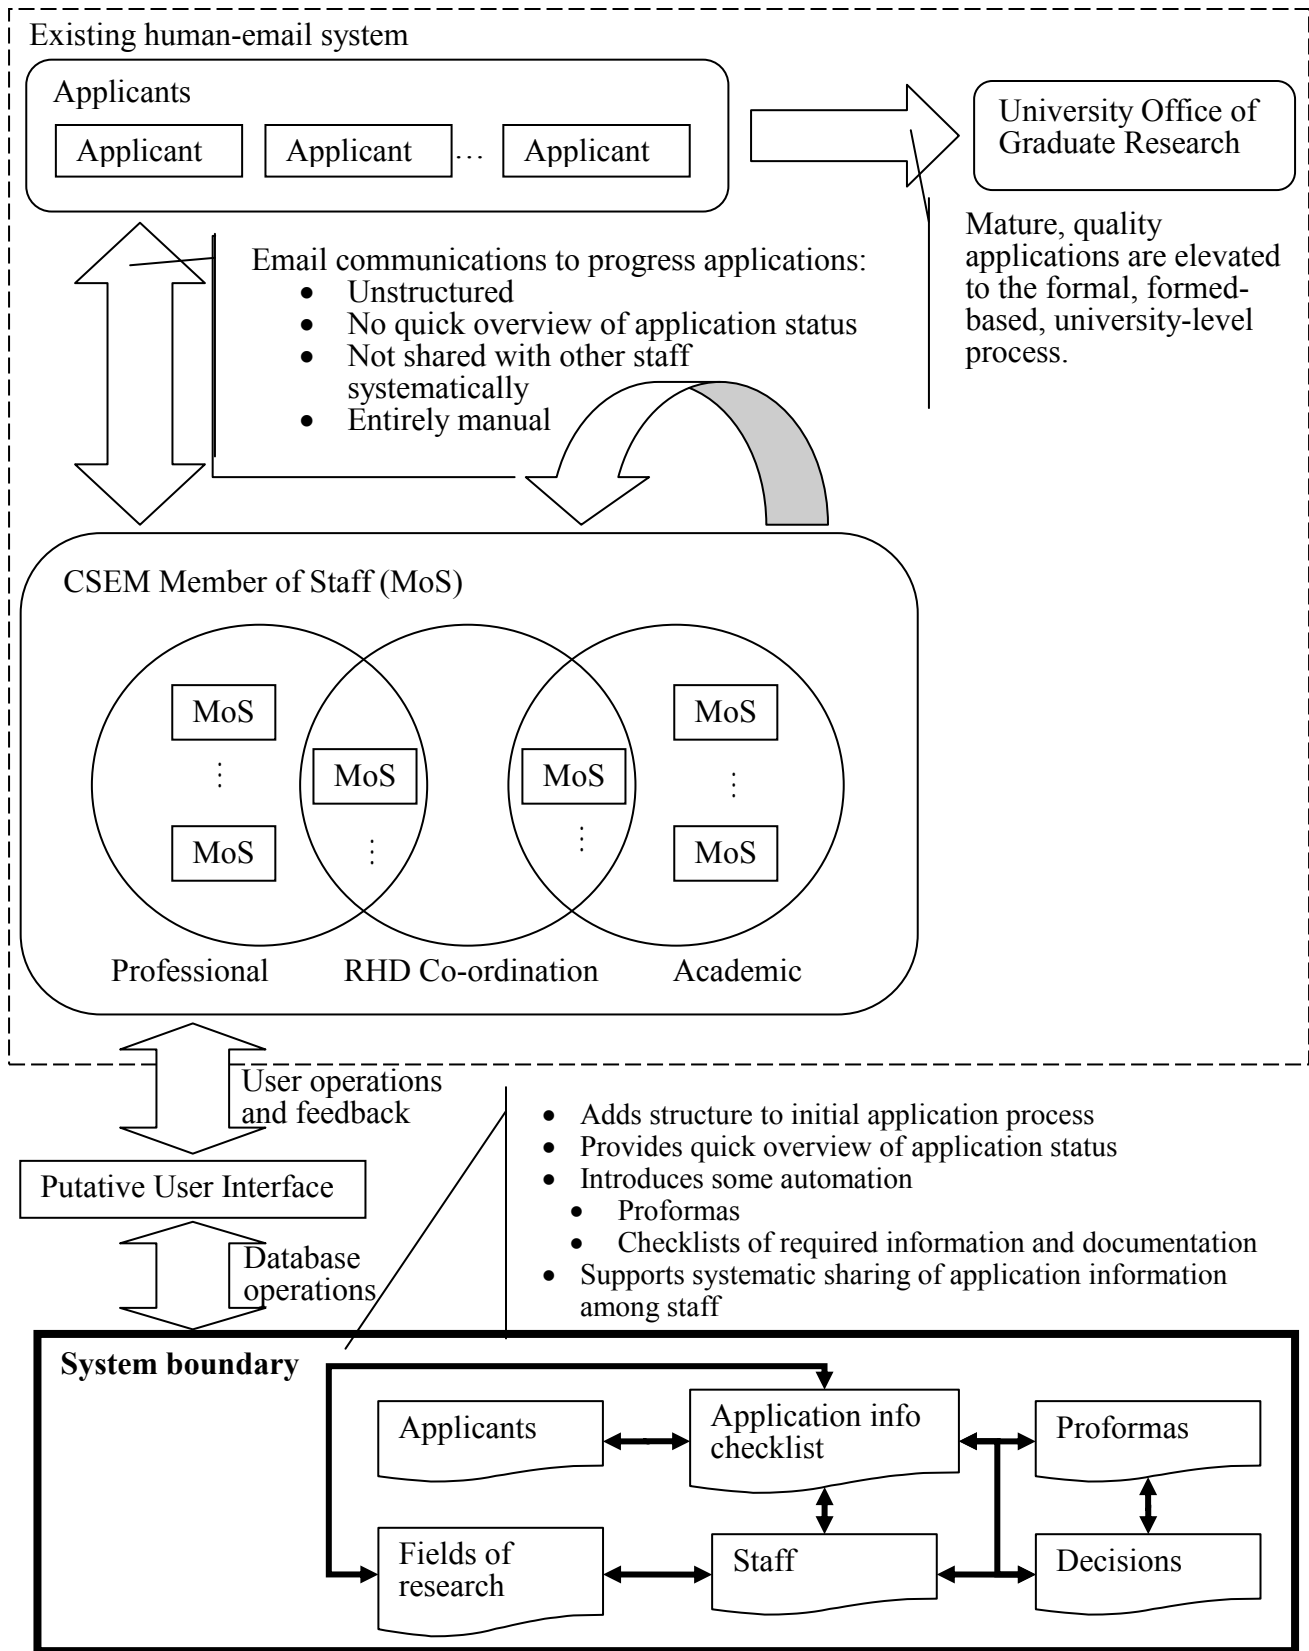 Existing human-email system
Applicants
Applicant
Applicant
...
Applicant
University Office of
Graduate Research
Mature, quality
applications are elevated
to the formal, formed-
based, university-level
process.
Email communications to progress applications:
• Unstructured
• No quick overview of application status
• Not shared with other staff
systematically
• Entirely manual
CSEM Member of Staff (MoS)
MoS
⋮
MoS
MoS
⋮
MoS
⋮
MoS
⋮
MoS
Professional
RHD Co-ordination
Academic
User operations
and feedback
Putative User Interface
Database
operations
• Adds structure to initial application process
• Provides quick overview of application status
• Introduces some automation
• Proformas
• Checklists of required information and documentation
• Supports systematic sharing of application information
among staff
System boundary
Applicants
Application info
checklist
Proformas
Fields of
research
Staff
Decisions